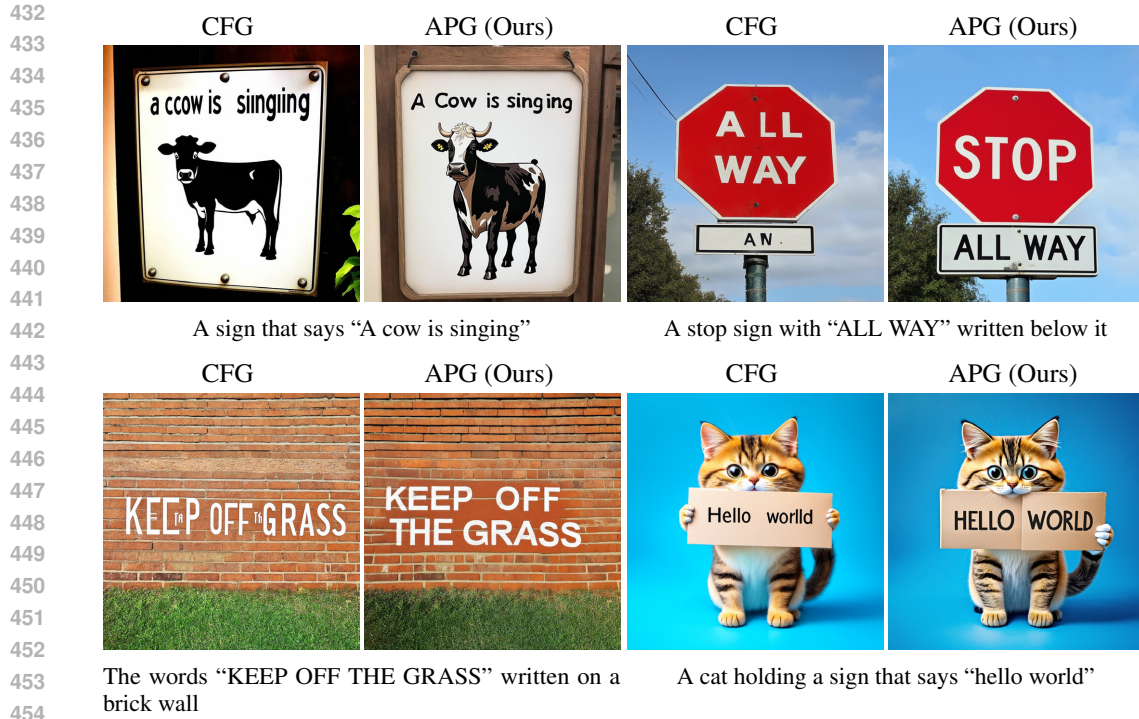 432
433
434
435
436
437
438
439
440
441
442
443
444
445
446
447
448
449
450
451
452
453
454
CFG APG (Ours) CFG APG (Ours)
a ccow is siingiing
A Cow is singing
ALL
WAY
AN
STOP
ALL WAY
A sign that says “A cow is singing” A stop sign with “ALL WAY” written below it
CFG APG (Ours) CFG APG (Ours)
P OFF GRASS
KEEP OFF
THE GRASS
Hello worlld
HELLO WORLD
The words “KEEP OFF THE GRASS” written on a
brick wall
A cat holding a sign that says “hello world”